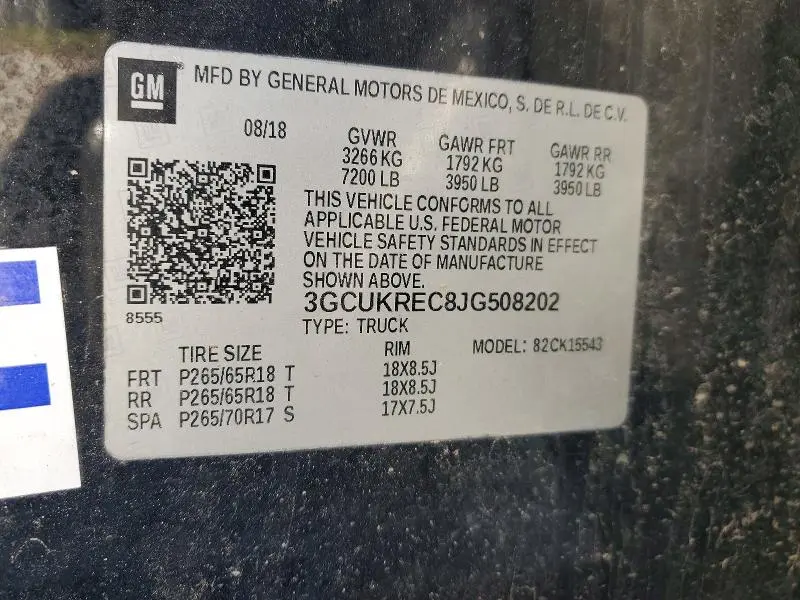 GM
MFD BY GENERAL MOTORS DE MEXICO, S. DE R.L. DE C.V.
08/18
GVWR GAWR FRT GAWR RR
3266 KG 1792 KG 1792 KG
7200 LB 3950 LB 3950 LB
THIS VEHICLE CONFORMS TO ALL
APPLICABLE U.S. FEDERAL MOTOR
VEHICLE SAFETY STANDARDS IN EFFECT
ON THE DATE OF MANUFACTURE
SHOWN ABOVE.
3GCUKREC8JG508202
8555
TYPE: TRUCK
MODEL: 82CK15543
TIRE SIZE RIM
FRT P265/65R18 T 18X8.5J
RR P265/65R18 T 18X8.5J
SPA P265/70R17 S 17X7.5J